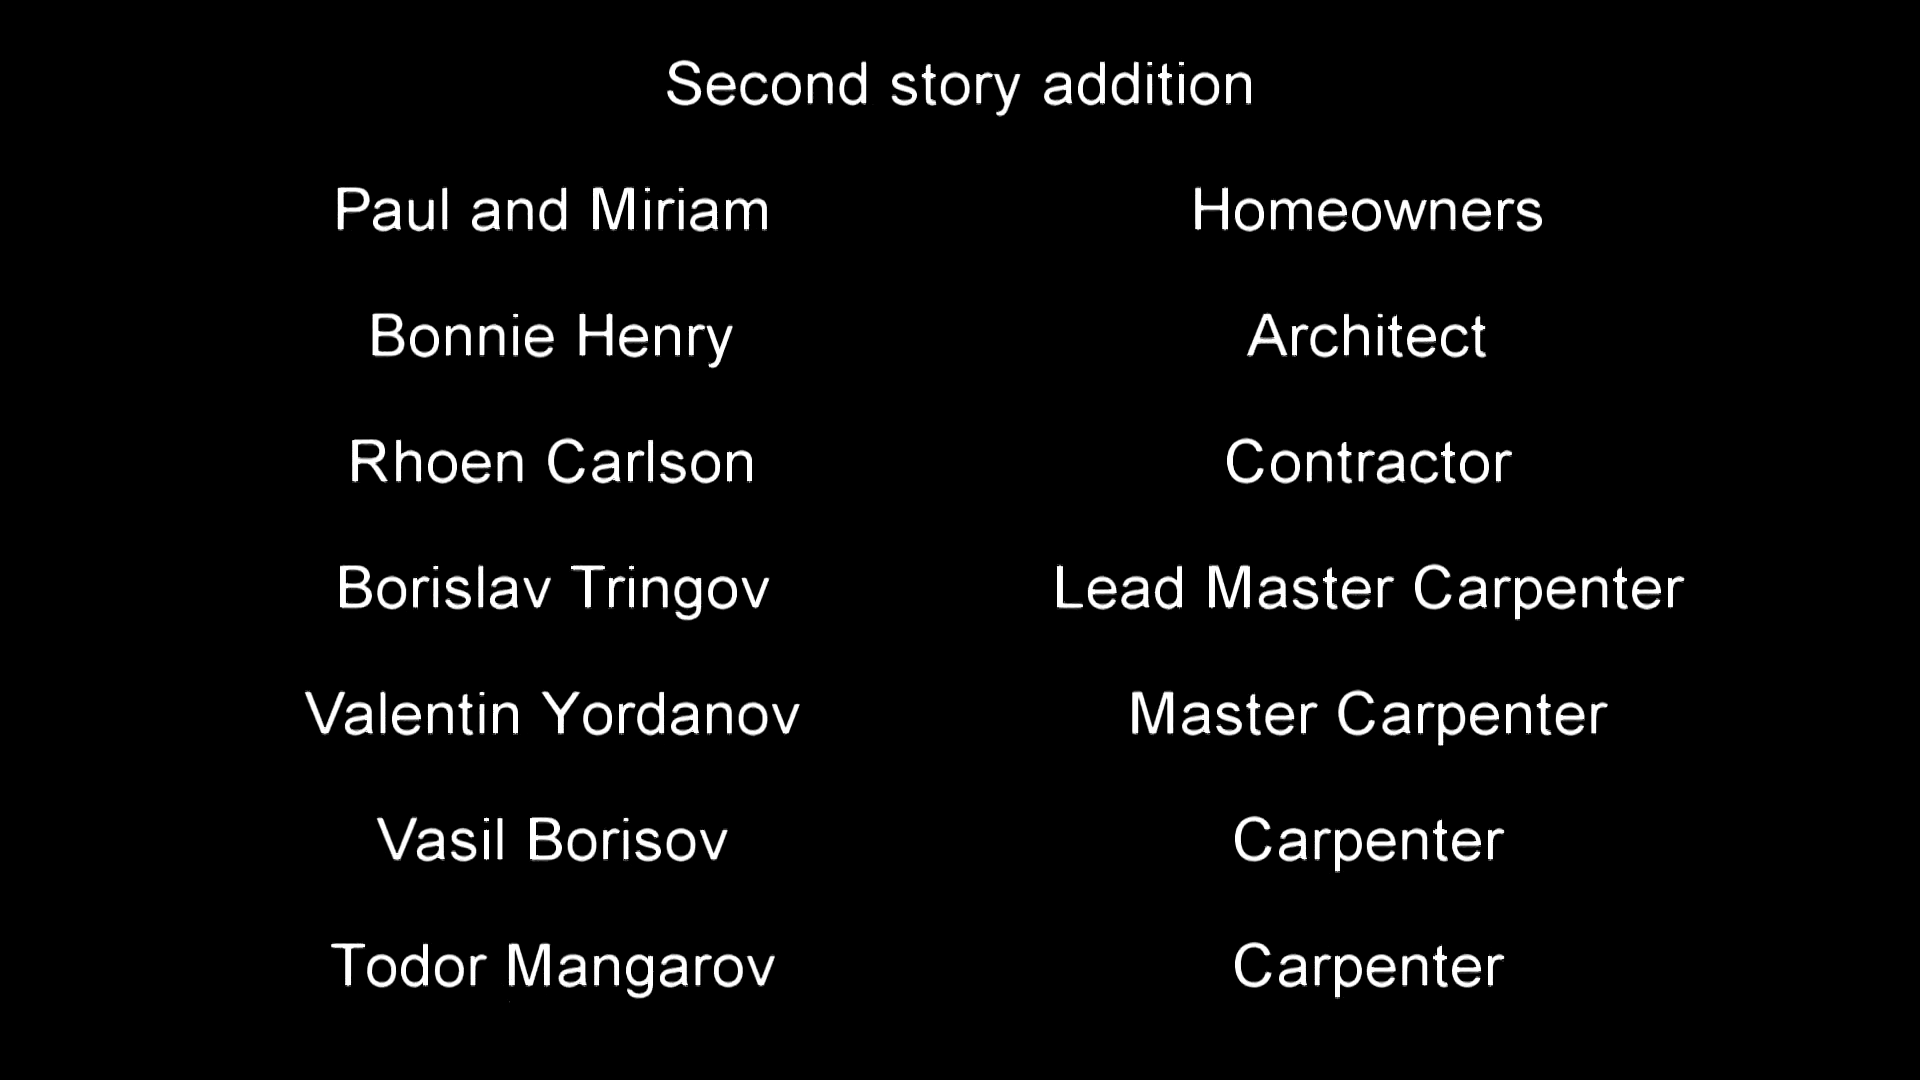 Second story addition
Paul and Miriam Homeowners
Bonnie Henry Architect
Rhoen Carlson Contractor
Borislav Tringov Lead Master Carpenter
Valentin Yordanov Master Carpenter
Vasil Borisov Carpenter
Todor Mangarov Carpenter